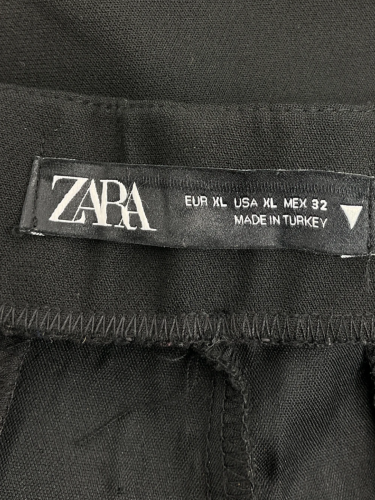 ZARA
EUR XL USA XL MEX 32
MADE IN TURKEY